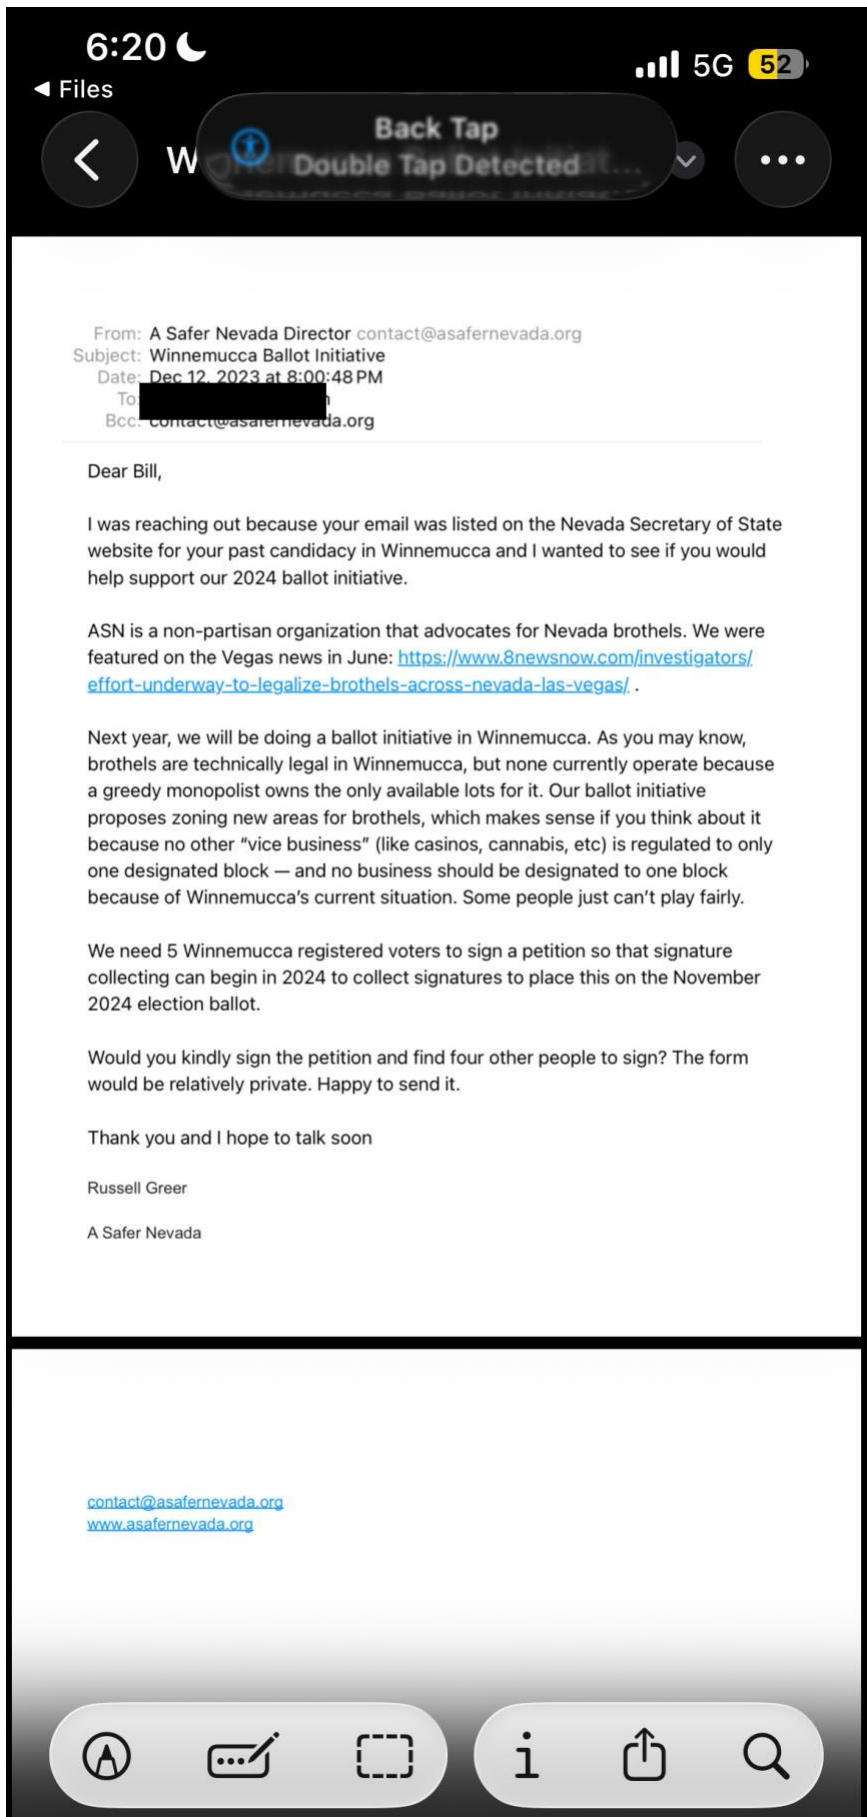 6:20
5G 52
Files
Back Tap
Double Tap Detected
From: A Safer Nevada Director contact@asafernevada.org
Subject: Winnemucca Ballot Initiative
Date: Dec 12, 2023 at 8:00:48 PM
To:
Bcc: contact@asafernevada.org
Dear Bill,
I was reaching out because your email was listed on the Nevada Secretary of State
website for your past candidacy in Winnemucca and I wanted to see if you would
help support our 2024 ballot initiative.
ASN is a non-partisan organization that advocates for Nevada brothels. We were
featured on the Vegas news in June: https://www.8newsnow.com/investigators/
effort-underway-to-legalize-brothels-across-nevada-las-vegas/ .
Next year, we will be doing a ballot initiative in Winnemucca. As you may know,
brothels are technically legal in Winnemucca, but none currently operate because
a greedy monopolist owns the only available lots for it. Our ballot initiative
proposes zoning new areas for brothels, which makes sense if you think about it
because no other “vice business” (like casinos, cannabis, etc) is regulated to only
one designated block — and no business should be designated to one block
because of Winnemucca’s current situation. Some people just can’t play fairly.
We need 5 Winnemucca registered voters to sign a petition so that signature
collecting can begin in 2024 to collect signatures to place this on the November
2024 election ballot.
Would you kindly sign the petition and find four other people to sign? The form
would be relatively private. Happy to send it.
Thank you and I hope to talk soon
Russell Greer
A Safer Nevada
contact@asafernevada.org
www.asafernevada.org